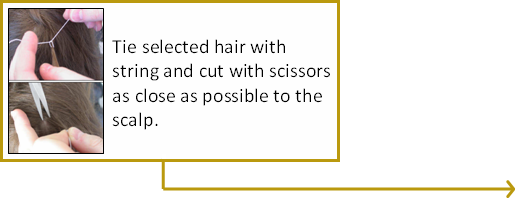 Tie selected hair with
string and cut with scissors
as close as possible to the
scalp.